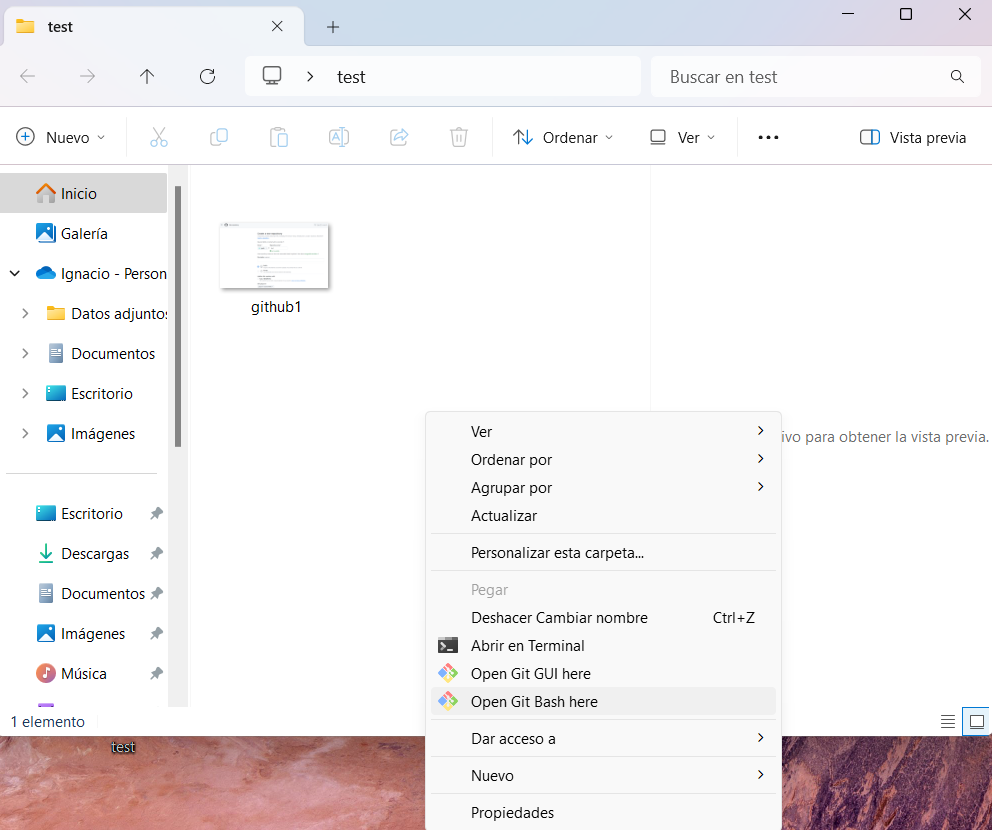 test
test
Buscar en test
Nuevo
Ordenar
Ver
Vista previa
Inicio
Galería
Ignacio - Person
Datos adjuntos
Documentos
Escritorio
Imágenes
Escritorio
Descargas
Documentos
Imágenes
Música
1 elemento
github1
ivo para obtener la vista previa.
Ver
Ordenar por
Agrupar por
Actualizar
Personalizar esta carpeta...
Pegar
Deshacer Cambiar nombre Ctrl+Z
Abrir en Terminal
Open Git GUI here
Open Git Bash here
Dar acceso a
Nuevo
Propiedades
test